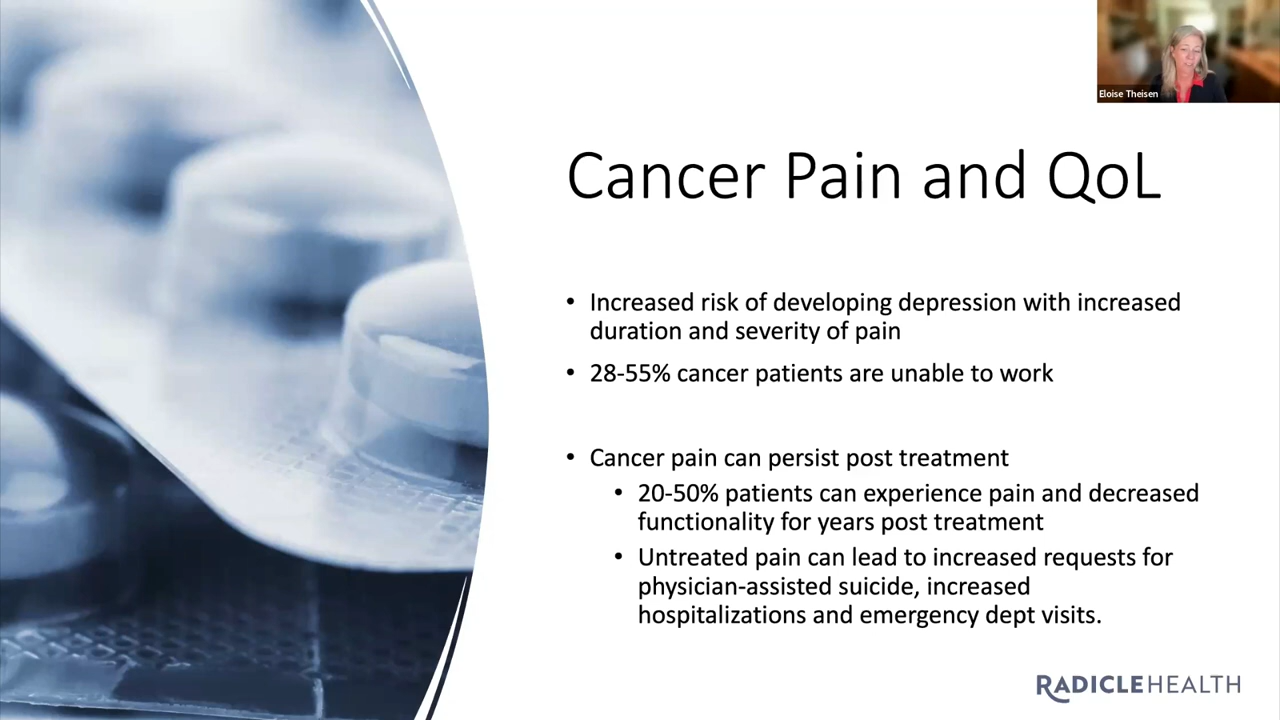 Eloise Theisen
Cancer Pain and QoL
• Increased risk of developing depression with increased
duration and severity of pain
• 28-55% cancer patients are unable to work
• Cancer pain can persist post treatment
• 20-50% patients can experience pain and decreased
functionality for years post treatment
• Untreated pain can lead to increased requests for
physician-assisted suicide, increased
hospitalizations and emergency dept visits.
RADICLEHEALTH